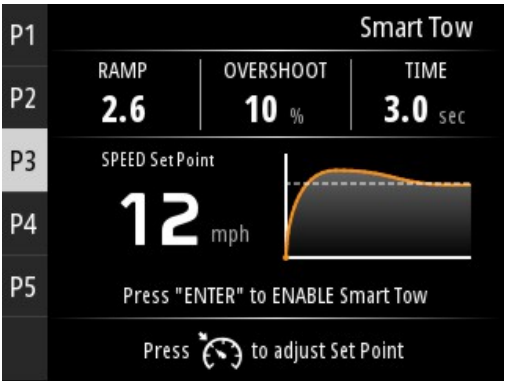 Smart Tow
P1
P2
P3
P4
P5
RAMP OVERSHOOT TIME
2.6 10 % 3.0 sec
SPEED Set Point
12 mph
Press "ENTER" to ENABLE Smart Tow
Press to adjust Set Point